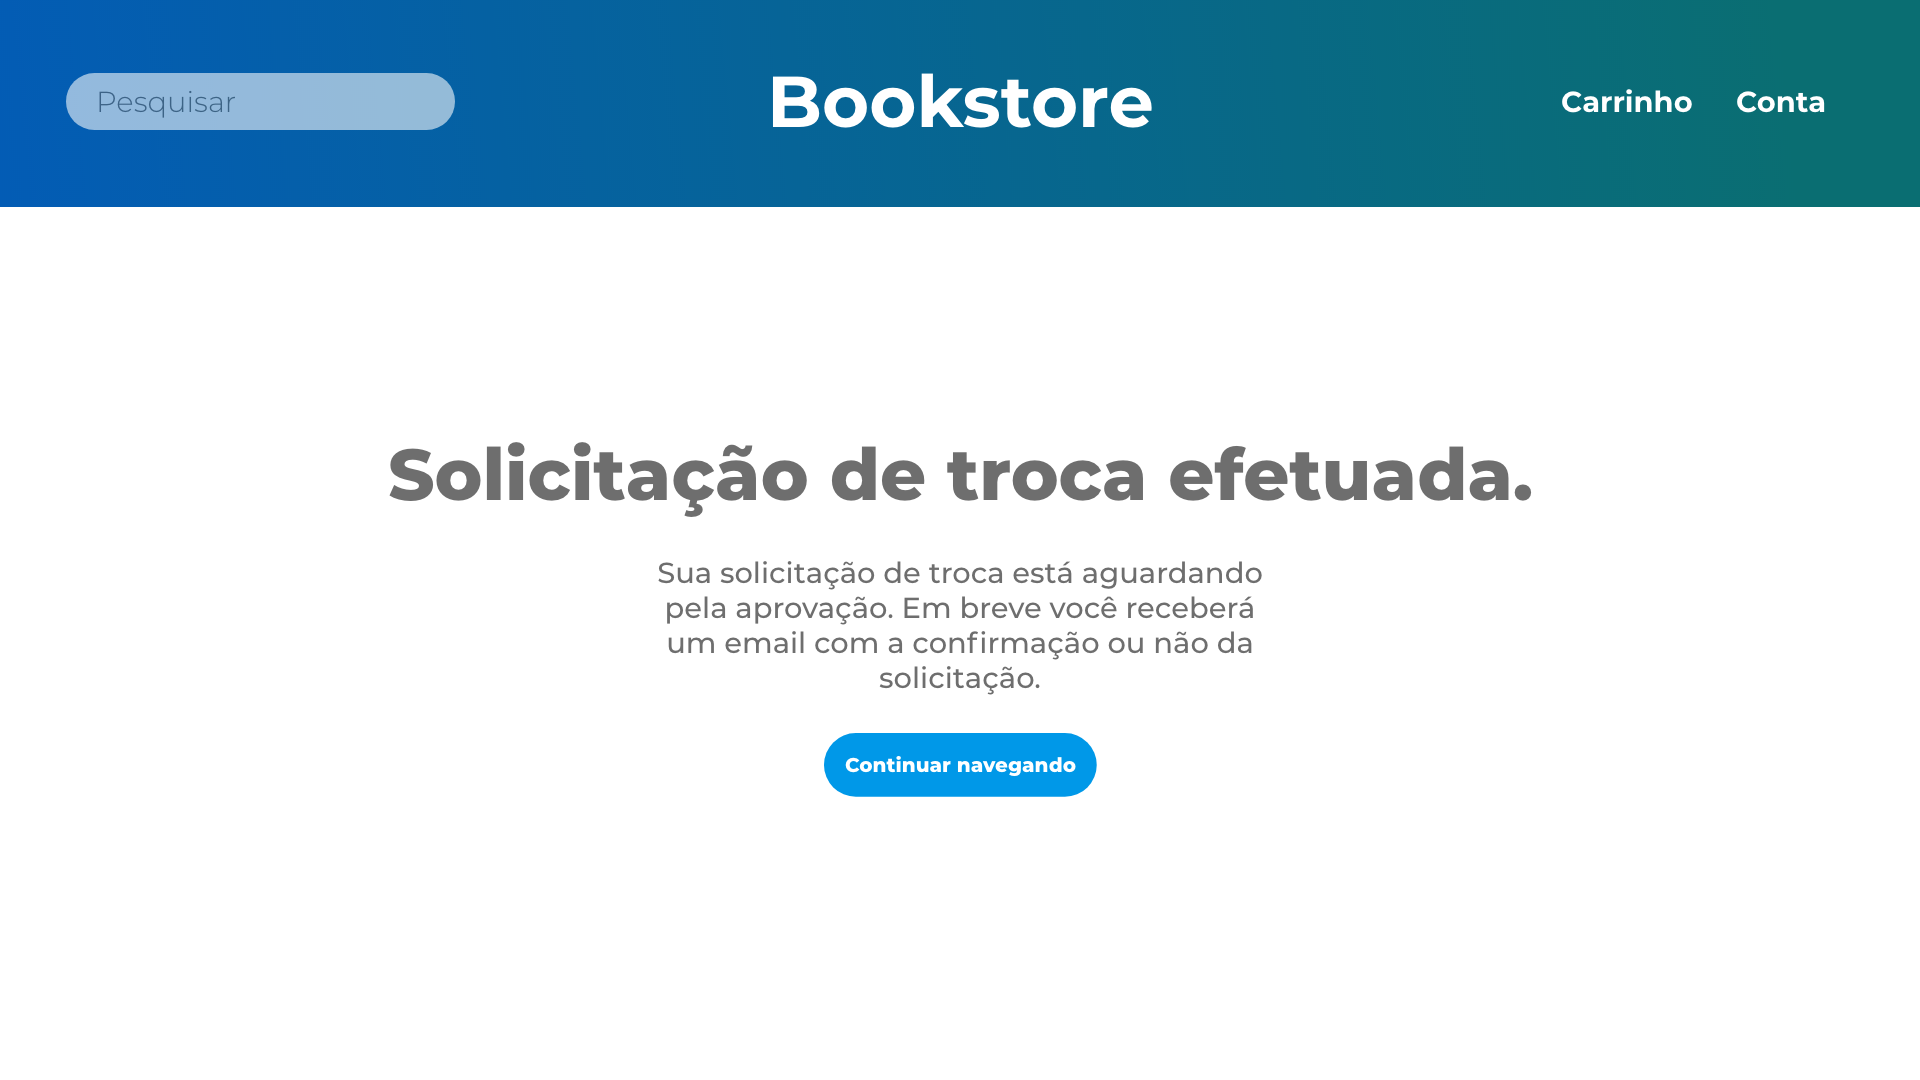 Pesquisar
Bookstore
Carrinho
Conta
Solicitação de troca efetuada.
Sua solicitação de troca está aguardando
pela aprovação. Em breve você receberá
um email com a confirmação ou não da
solicitação.
Continuar navegando